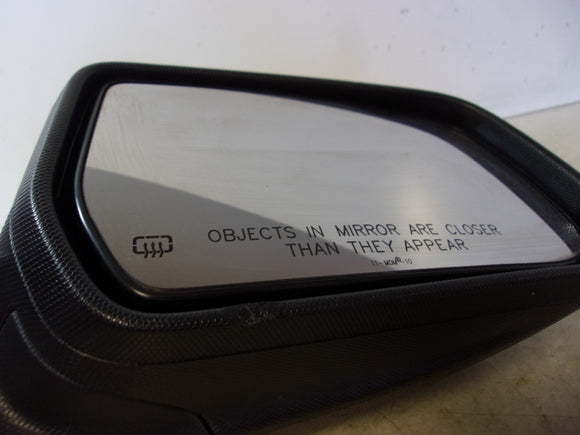 OBJECTS IN MIRROR ARE CLOSER
THAN THEY APPEAR